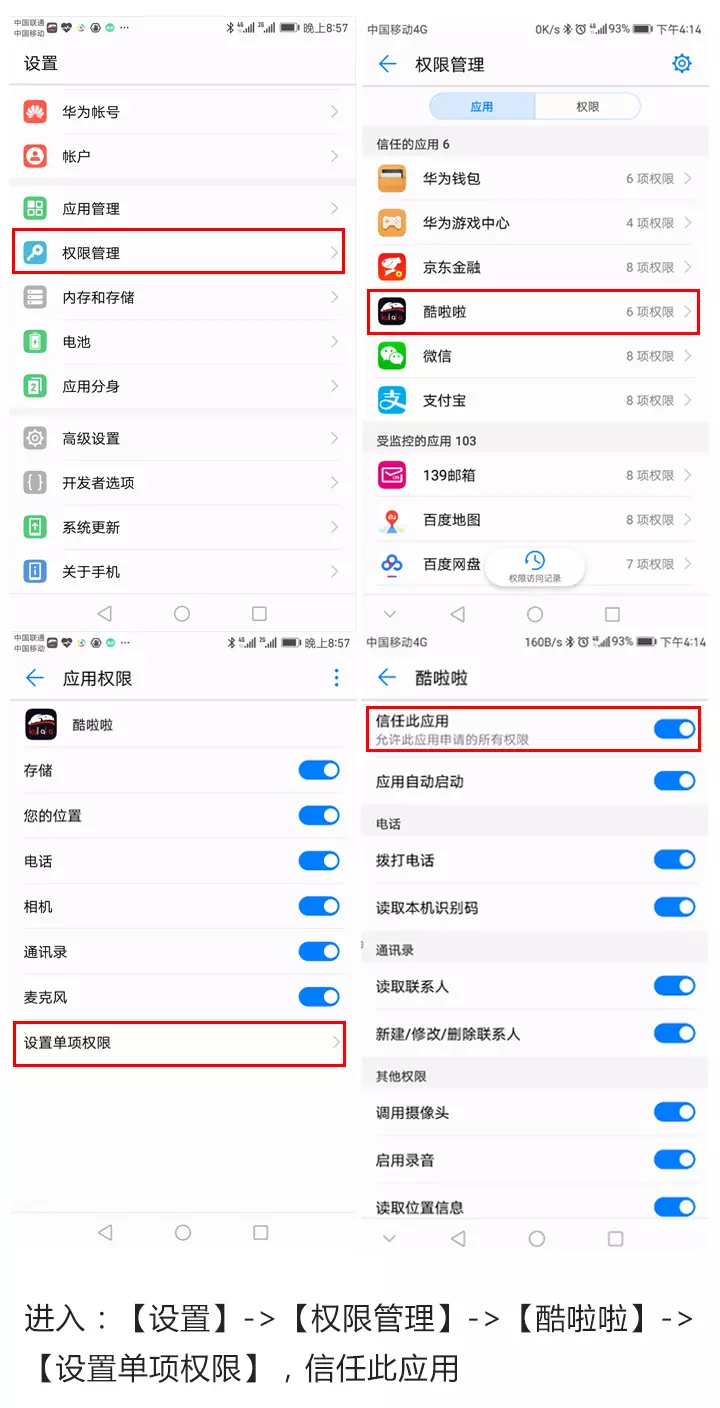 中国联通
中国移动
4G 2G 晚上8:57
设置
华为帐号
帐户
应用管理
权限管理
内存和存储
电池
应用分身
高级设置
开发者选项
系统更新
关于手机
中国移动4G 0K/s 93% 下午4:14
权限管理
应用 权限
信任的应用 6
华为钱包 6 项权限
华为游戏中心 4 项权限
京东金融 8 项权限
酷啦啦 6 项权限
微信 8 项权限
支付宝 8 项权限
受监控的应用 103
139邮箱 8 项权限
百度地图 8 项权限
百度网盘 7 项权限
权限访问记录
中国联通
中国移动
4G 2G 晚上8:57
应用权限
酷啦啦
存储
您的位置
电话
相机
通讯录
麦克风
设置单项权限
中国移动4G 160B/s 93% 下午4:14
酷啦啦
信任此应用
允许此应用申请的所有权限
应用自动启动
电话
拨打电话
读取本机识别码
通讯录
读取联系人
新建/修改/删除联系人
其他权限
调用摄像头
启用录音
读取位置信息
进入：【设置】->【权限管理】->【酷啦啦】->
【设置单项权限】，信任此应用